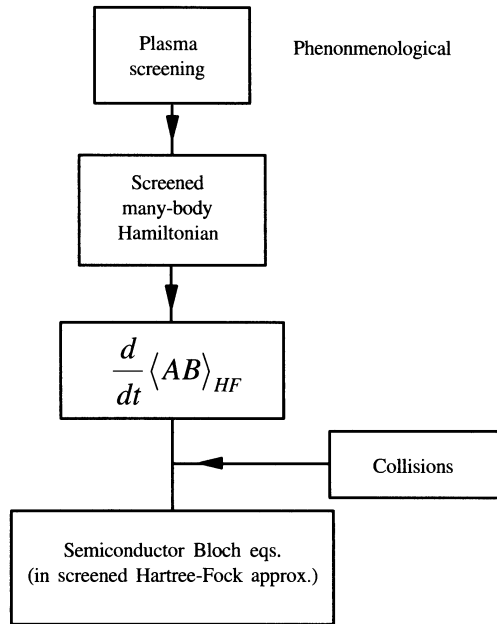 Plasma
screening
Phenonmenological
Screened
many-body
Hamiltonian
d/dt ⟨AB⟩_HF
Collisions
Semiconductor Bloch eqs.
(in screened Hartree-Fock approx.)